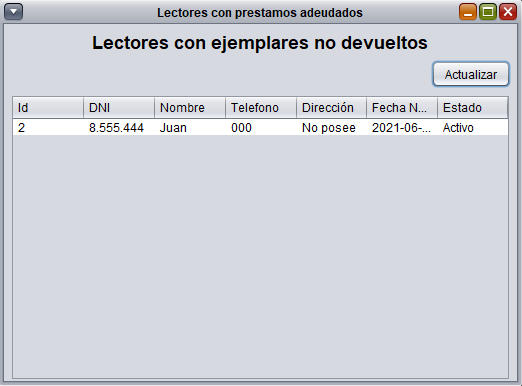 Lectores con prestamos adeudados
Lectores con ejemplares no devueltos
Actualizar
Id DNI Nombre Telefono Dirección Fecha N... Estado
2 8.555.444 Juan 000 No posee 2021-06-... Activo